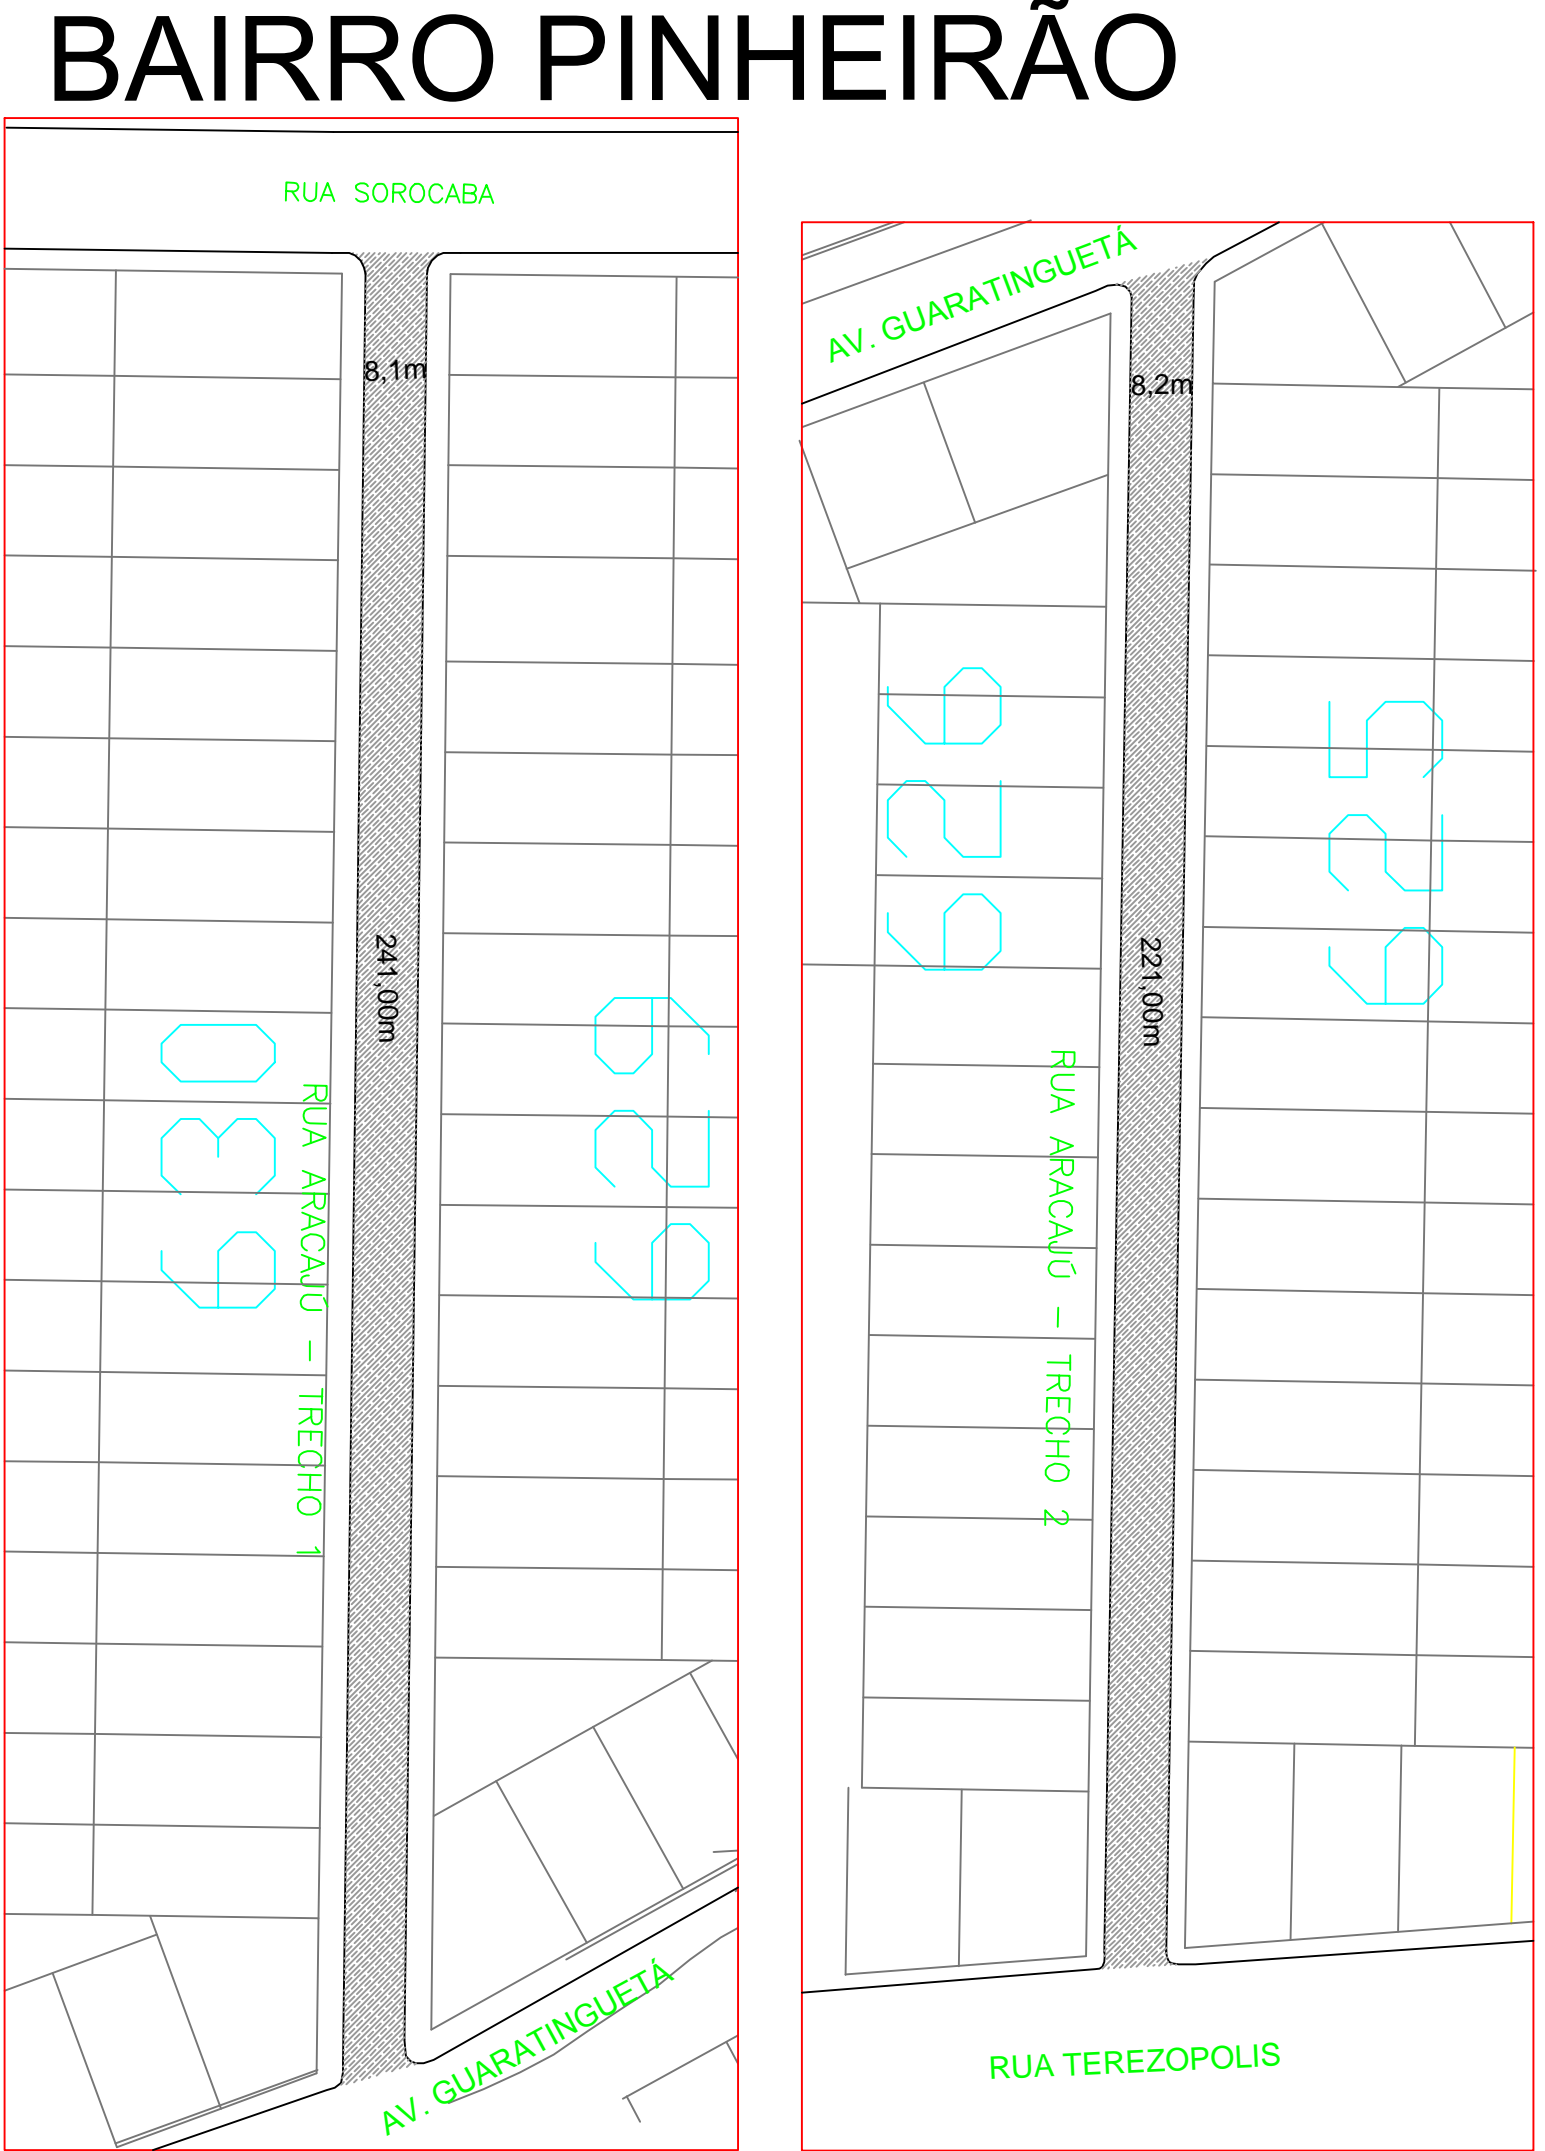 BAIRRO PINHEIRÃO
RUA SOROCABA
8,1m
241,00m
630
629
RUA ARACAJÚ - TRECHO 1
AV. GUARATINGUETÁ
AV. GUARATINGUETÁ
8,2m
626
625
221,00m
RUA ARACAJÚ - TRECHO 2
RUA TEREZOPOLIS